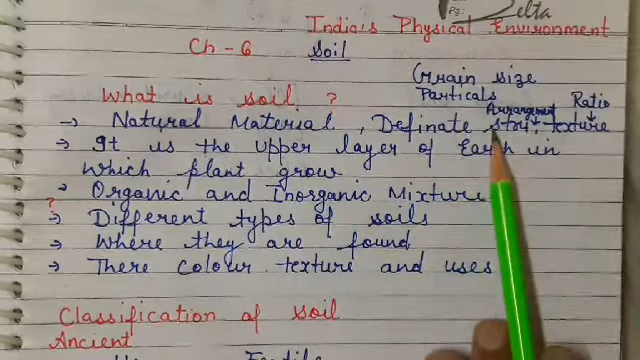 Pg:
Delta
India's Physical Environment
Ch - 6 Soil
Grain size
Particals
What is soil ?
Arrangement Ratio
→ Natural Material, Definate texture
→ It is the upper layer of Earth in
which plant grow
→ Organic and Inorganic Mixture
?
→ Different types of soils
→ Where they are found
→ There colour texture and uses
Classification of soil
Ancient